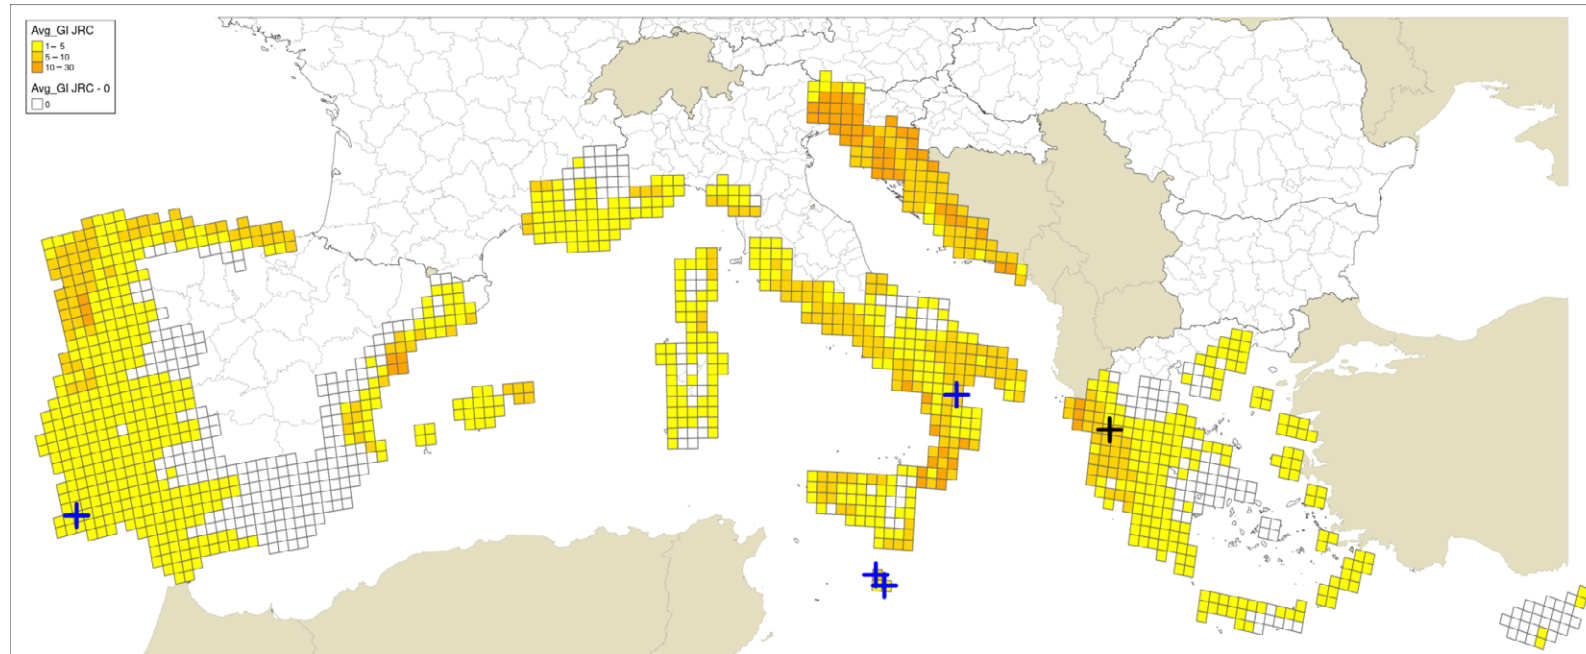 Avg_GI JRC
1 – 5
5 – 10
10 – 30
Avg_GI JRC - 0
0